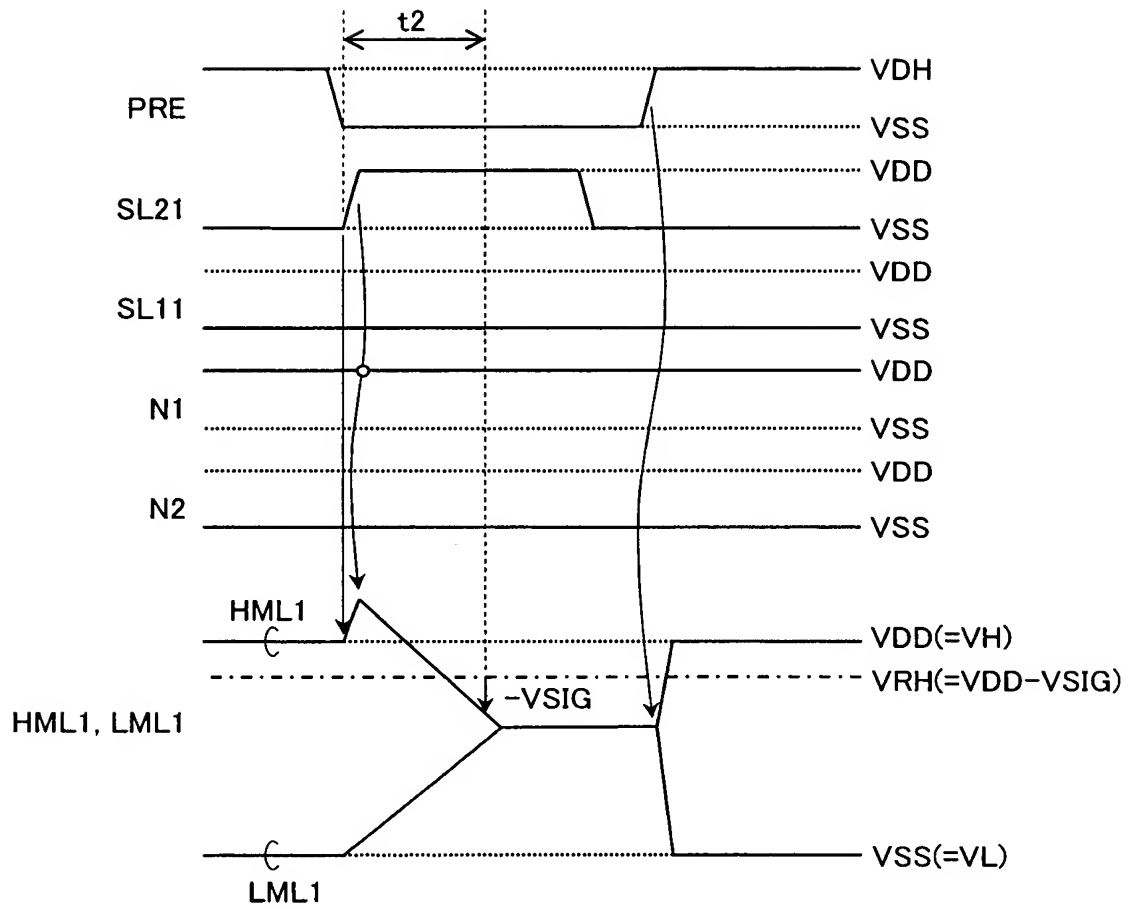 t2
VDH
PRE
VSS
VDD
SL21
VSS
VDD
SL11
VSS
VDD
N1
VSS
VDD
N2
VSS
HML1
VDD(=VH)
VRH(=VDD-VSIG)
-VSIG
HML1, LML1
VSS(=VL)
LML1